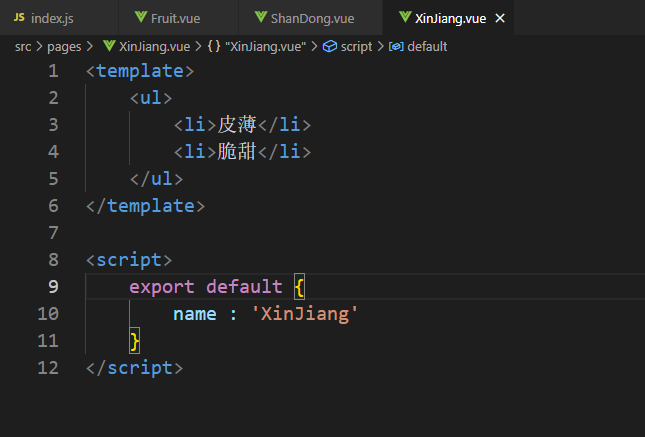 JS index.js Fruit.vue ShanDong.vue XinJiang.vue ×
src > pages > XinJiang.vue > {} "XinJiang.vue" > script > default
1 <template>
2     <ul>
3         <li>皮薄</li>
4         <li>脆甜</li>
5     </ul>
6 </template>
7
8 <script>
9     export default {
10         name : 'XinJiang'
11     }
12 </script>